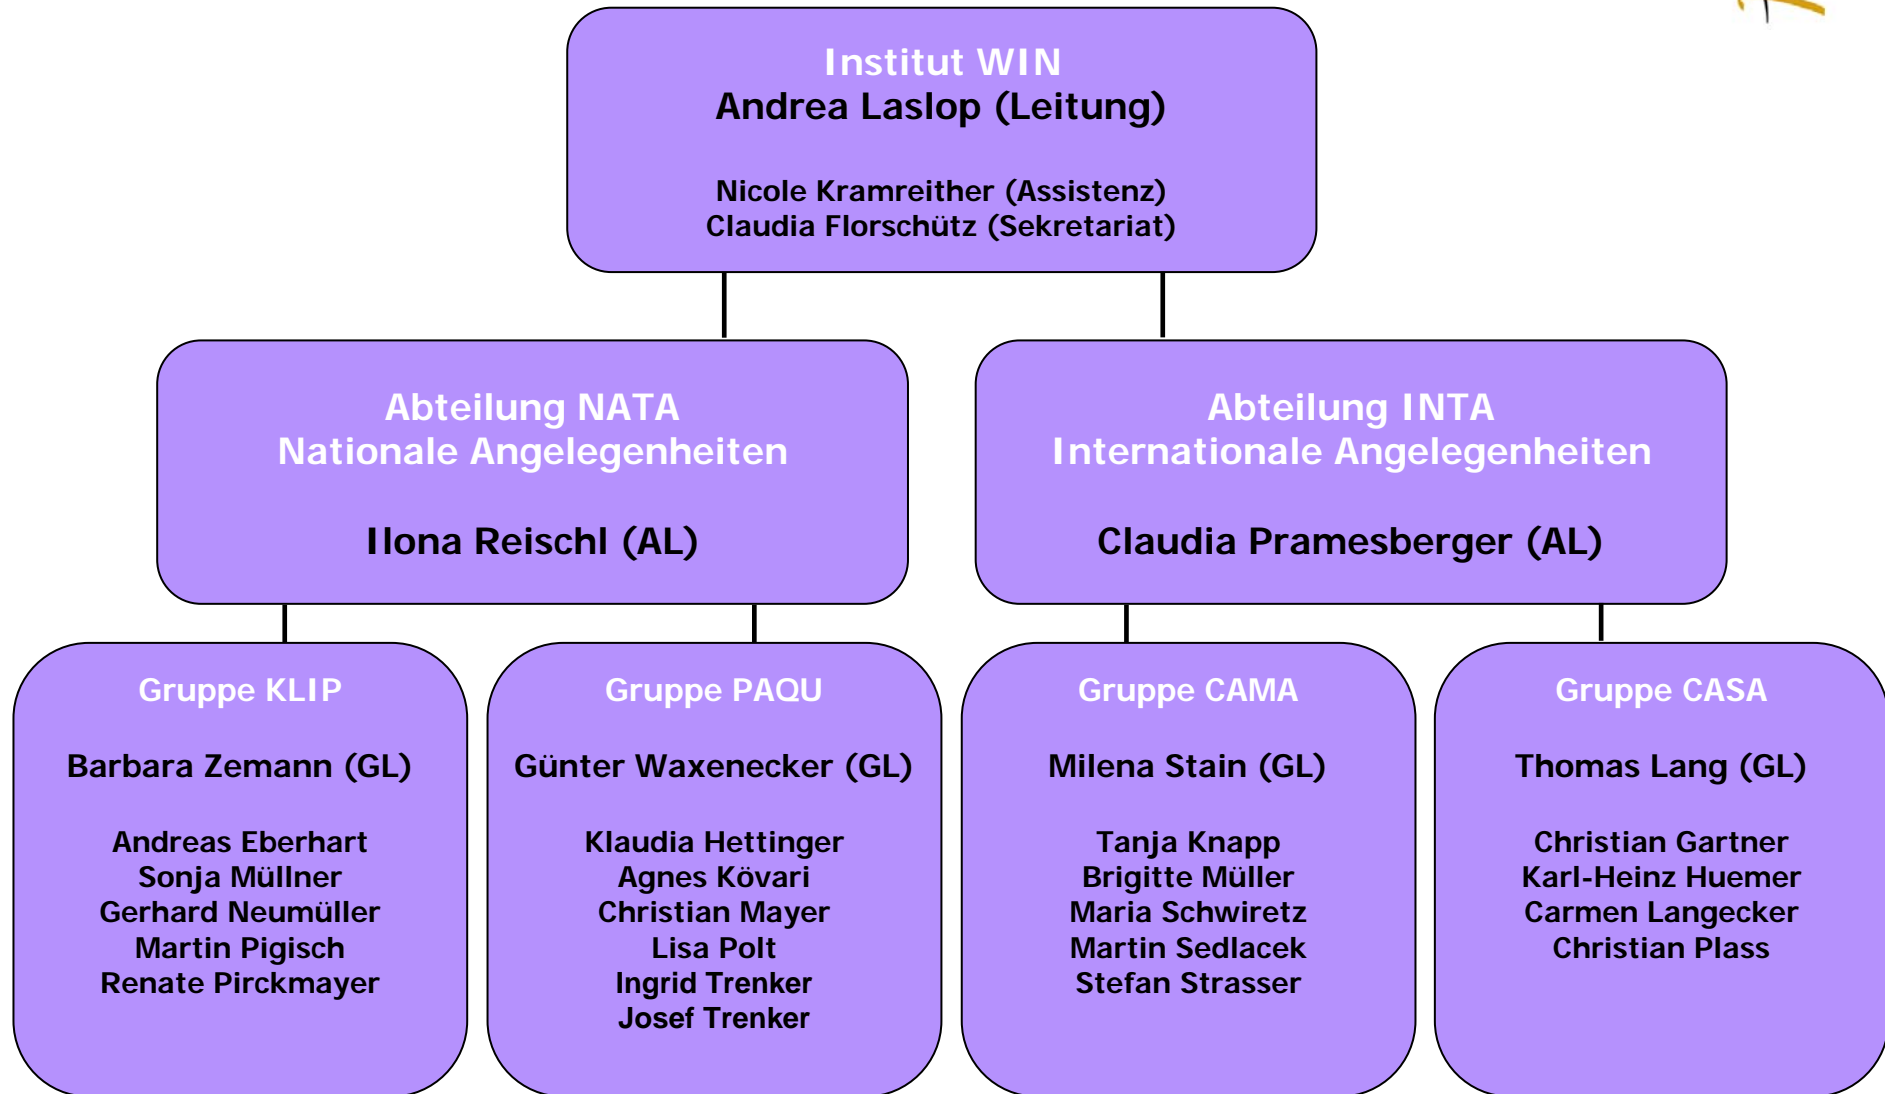 Institut WIN
Andrea Laslop (Leitung)
Nicole Kramreither (Assistenz)
Claudia Florschütz (Sekretariat)
Abteilung NATA
Nationale Angelegenheiten
Ilona Reischl (AL)
Abteilung INTA
Internationale Angelegenheiten
Claudia Pramesberger (AL)
Gruppe KLIP
Barbara Zemann (GL)
Andreas Eberhart
Sonja Müllner
Gerhard Neumüller
Martin Pigisch
Renate Pirckmayer
Gruppe PAQU
Günter Waxenecker (GL)
Klaudia Hettinger
Agnes Kövari
Christian Mayer
Lisa Polt
Ingrid Trenker
Josef Trenker
Gruppe CAMA
Milena Stain (GL)
Tanja Knapp
Brigitte Müller
Maria Schwiretz
Martin Sedlacek
Stefan Strasser
Gruppe CASA
Thomas Lang (GL)
Christian Gartner
Karl-Heinz Huemer
Carmen Langecker
Christian Plass